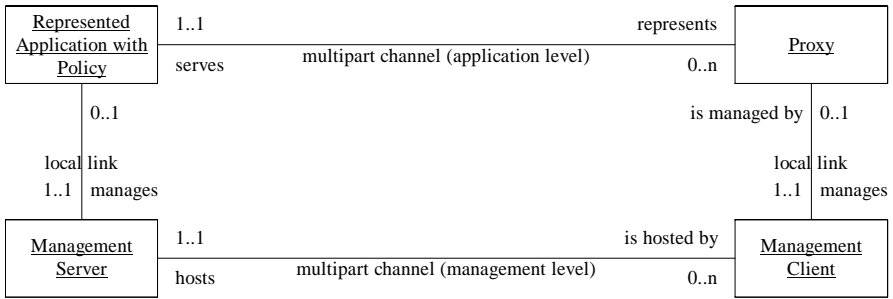 Represented
Application with
Policy
1..1
represents
multipart channel (application level)
serves
0..n
Proxy
0..1
is managed by
0..1
local link
1..1
manages
local link
1..1
manages
Management
Server
1..1
is hosted by
multipart channel (management level)
hosts
0..n
Management
Client